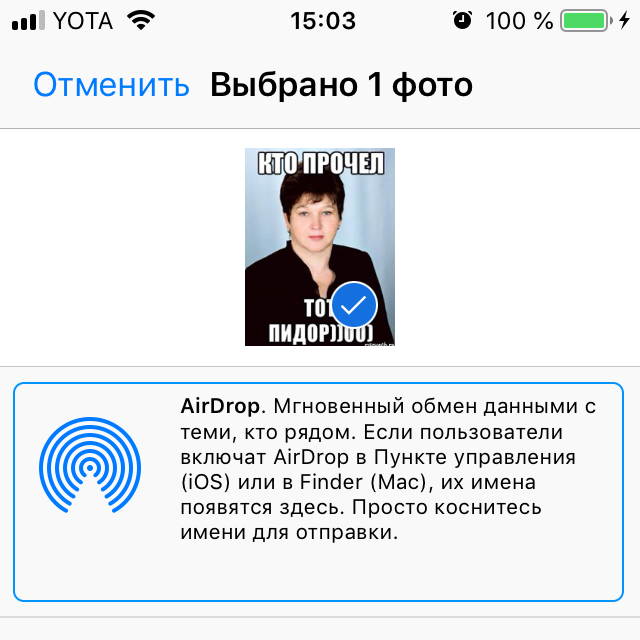 YOTA 15:03 100 %
Отменить Выбрано 1 фото
КТО ПРОЧЕЛ
ТОТ
ПИДОР))00)
AirDrop. Мгновенный обмен данными с
теми, кто рядом. Если пользователи
включат AirDrop в Пункте управления
(iOS) или в Finder (Mac), их имена
появятся здесь. Просто коснитесь
имени для отправки.